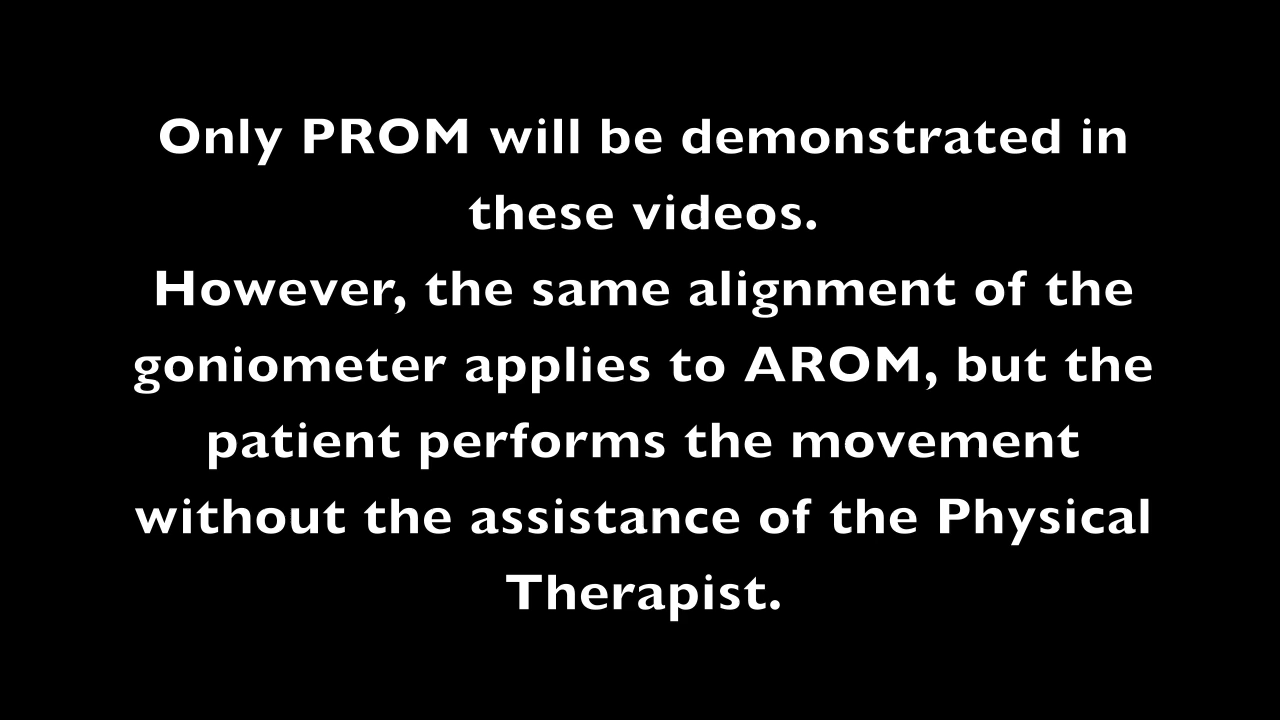 Only PROM will be demonstrated in
these videos.
However, the same alignment of the
goniometer applies to AROM, but the
patient performs the movement
without the assistance of the Physical
Therapist.